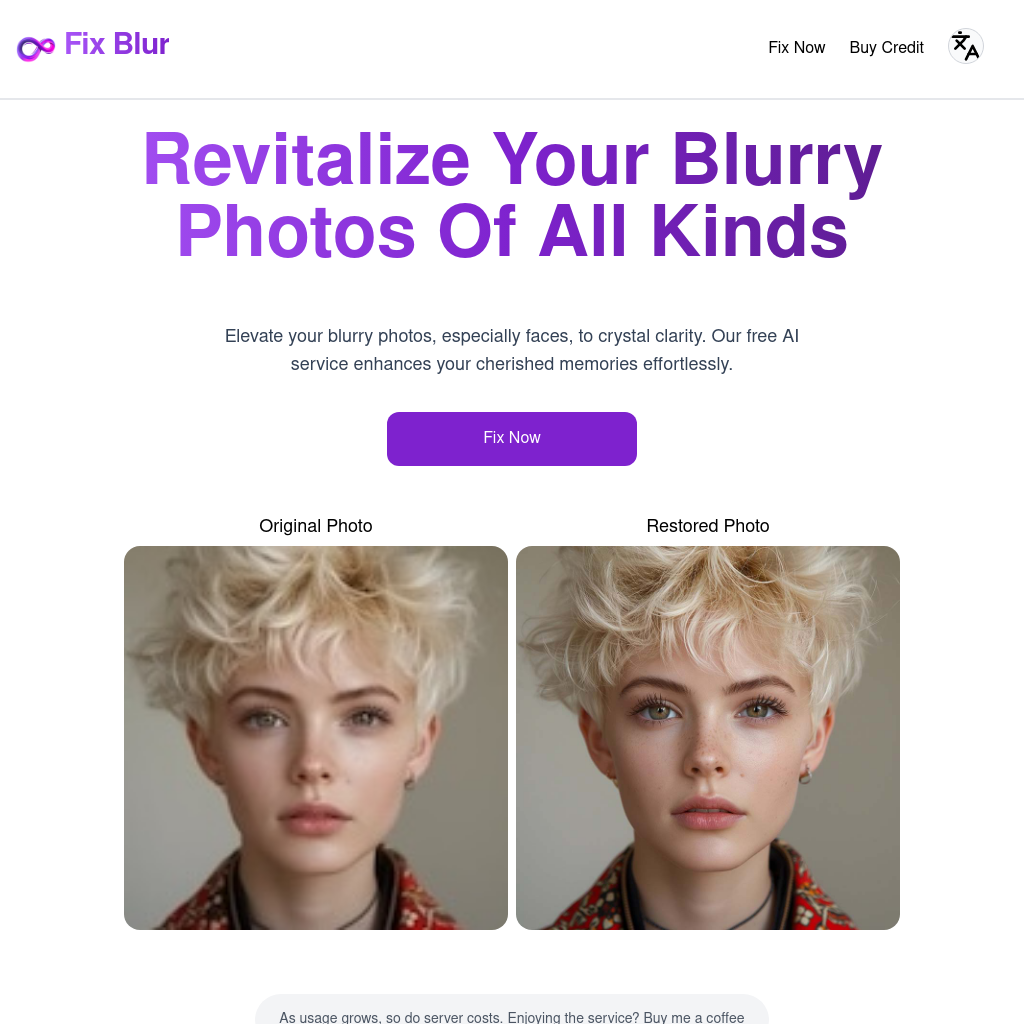 Fix Blur
Fix Now
Buy Credit
Revitalize Your Blurry
Photos Of All Kinds
Elevate your blurry photos, especially faces, to crystal clarity. Our free AI
service enhances your cherished memories effortlessly.
Fix Now
Original Photo
Restored Photo
As usage grows, so do server costs. Enjoying the service? Buy me a coffee